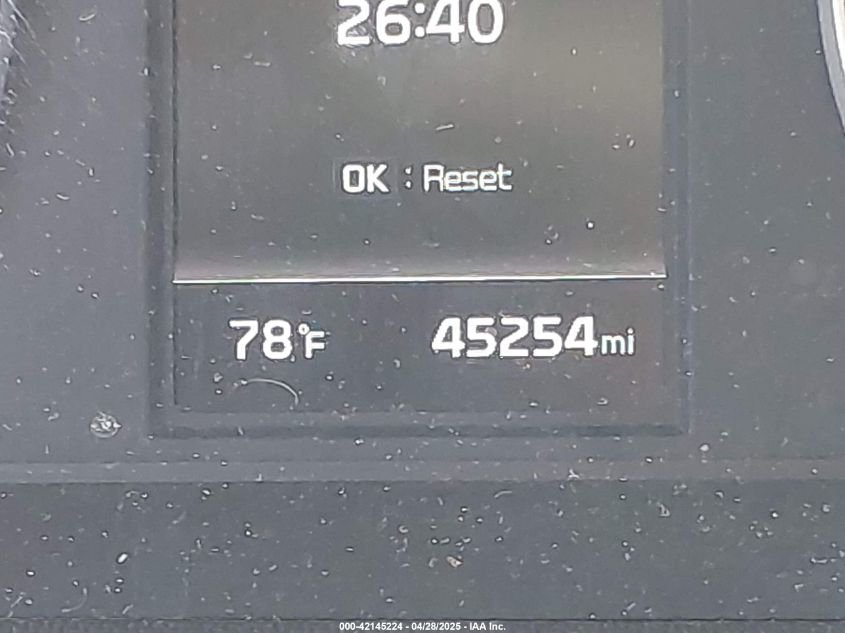 26:40
OK : Reset
78°F 45254mi
000-42145224 - 04/28/2025 - IAA Inc.